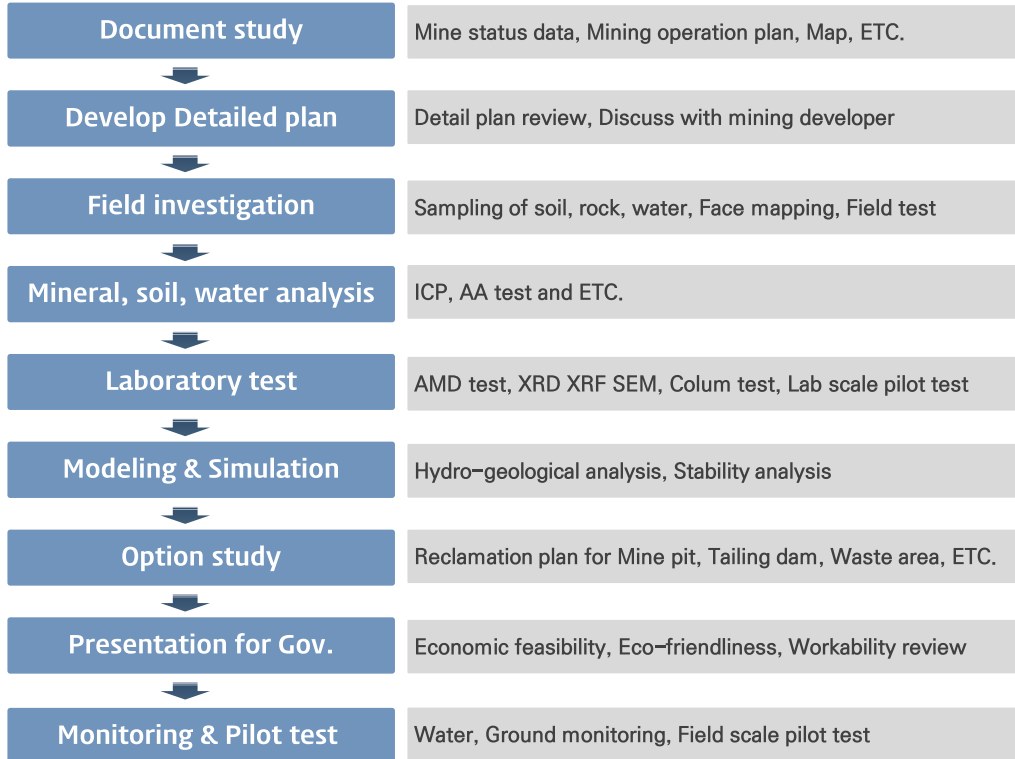 Document study
Mine status data, Mining operation plan, Map, ETC.
Develop Detailed plan
Detail plan review, Discuss with mining developer
Field investigation
Sampling of soil, rock, water, Face mapping, Field test
Mineral, soil, water analysis
ICP, AA test and ETC.
Laboratory test
AMD test, XRD XRF SEM, Colum test, Lab scale pilot test
Modeling & Simulation
Hydro-geological analysis, Stability analysis
Option study
Reclamation plan for Mine pit, Tailing dam, Waste area, ETC.
Presentation for Gov.
Economic feasibility, Eco-friendliness, Workability review
Monitoring & Pilot test
Water, Ground monitoring, Field scale pilot test